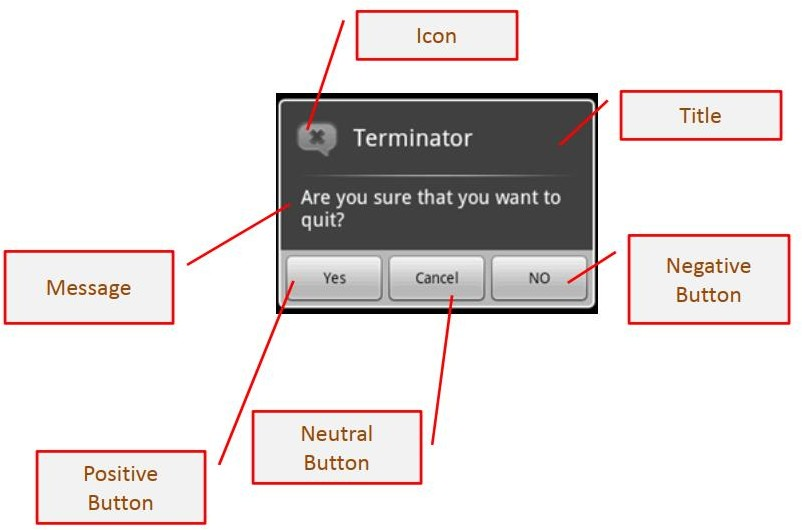 Icon
Title
Terminator
Are you sure that you want to
quit?
Message
Yes
Cancel
NO
Negative
Button
Neutral
Button
Positive
Button